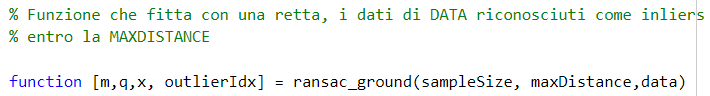 % Funzione che fitta con una retta, i dati di DATA riconosciuti come inliers
% entro la MAXDISTANCE
function [m,q,x, outlierIdx] = ransac_ground(sampleSize, maxDistance,data)